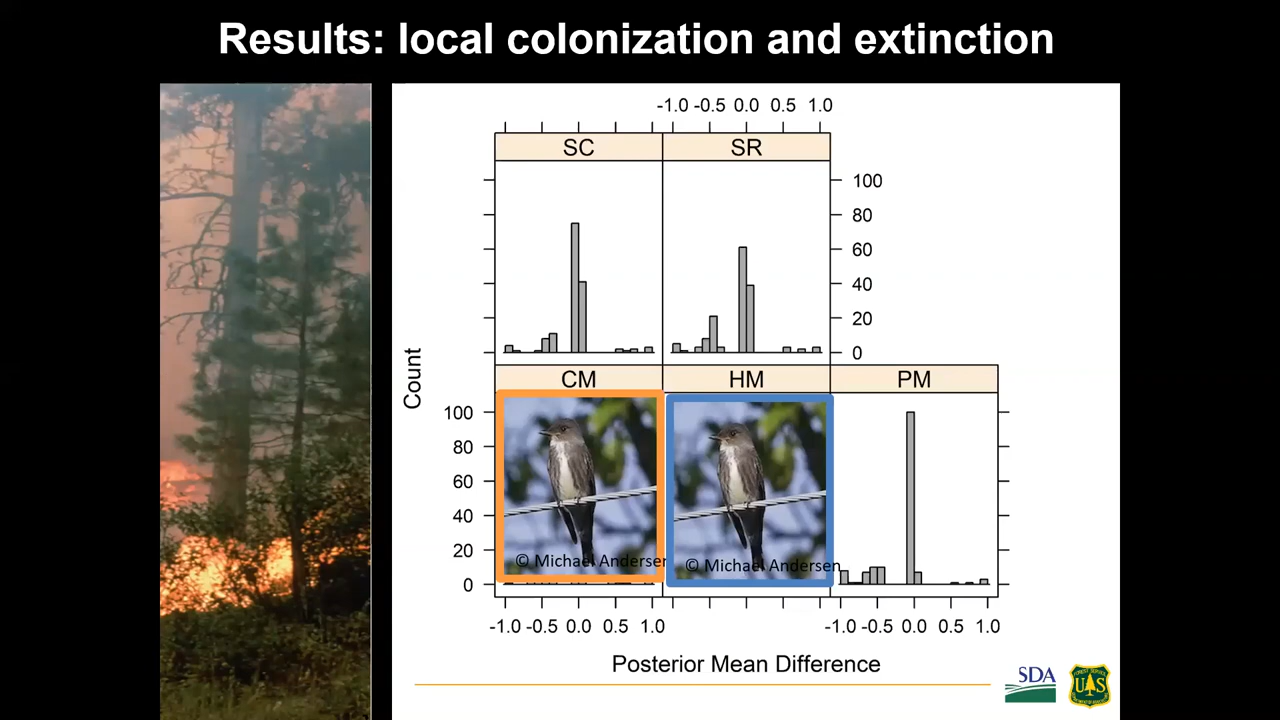 Results: local colonization and extinction
-1.0 -0.5 0.0 0.5 1.0
SC SR
100
80
60
40
20
0
Count
CM HM PM
100
80
60
40
20
0
© Michael Andersen © Michael Andersen
-1.0 -0.5 0.0 0.5 1.0 -1.0 -0.5 0.0 0.5 1.0
Posterior Mean Difference
SDA
UAS